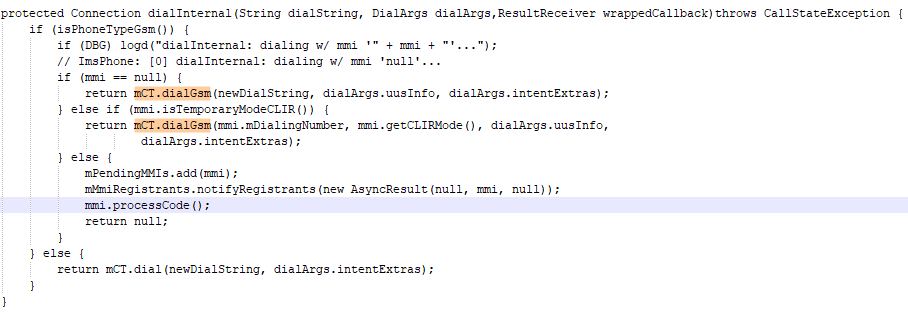 protected Connection dialInternal(String dialString, DialArgs dialArgs,ResultReceiver wrappedCallback)throws CallStateException {
if (isPhoneTypeGsm()) {
if (DBG) logd("dialInternal: dialing w/ mmi '" + mmi + "'...");
// ImsPhone: [0] dialInternal: dialing w/ mmi 'null'...
if (mmi == null) {
return mCT.dialGsm(newDialString, dialArgs.uusInfo, dialArgs.intentExtras);
} else if (mmi.isTemporaryModeCLIR()) {
return mCT.dialGsm(mmi.mDialingNumber, mmi.getCLIRMode(), dialArgs.uusInfo,
dialArgs.intentExtras);
} else {
mPendingMMIs.add(mmi);
mMmiRegistrants.notifyRegistrants(new AsyncResult(null, mmi, null));
mmi.processCode();
return null;
}
} else {
return mCT.dial(newDialString, dialArgs.intentExtras);
}
}